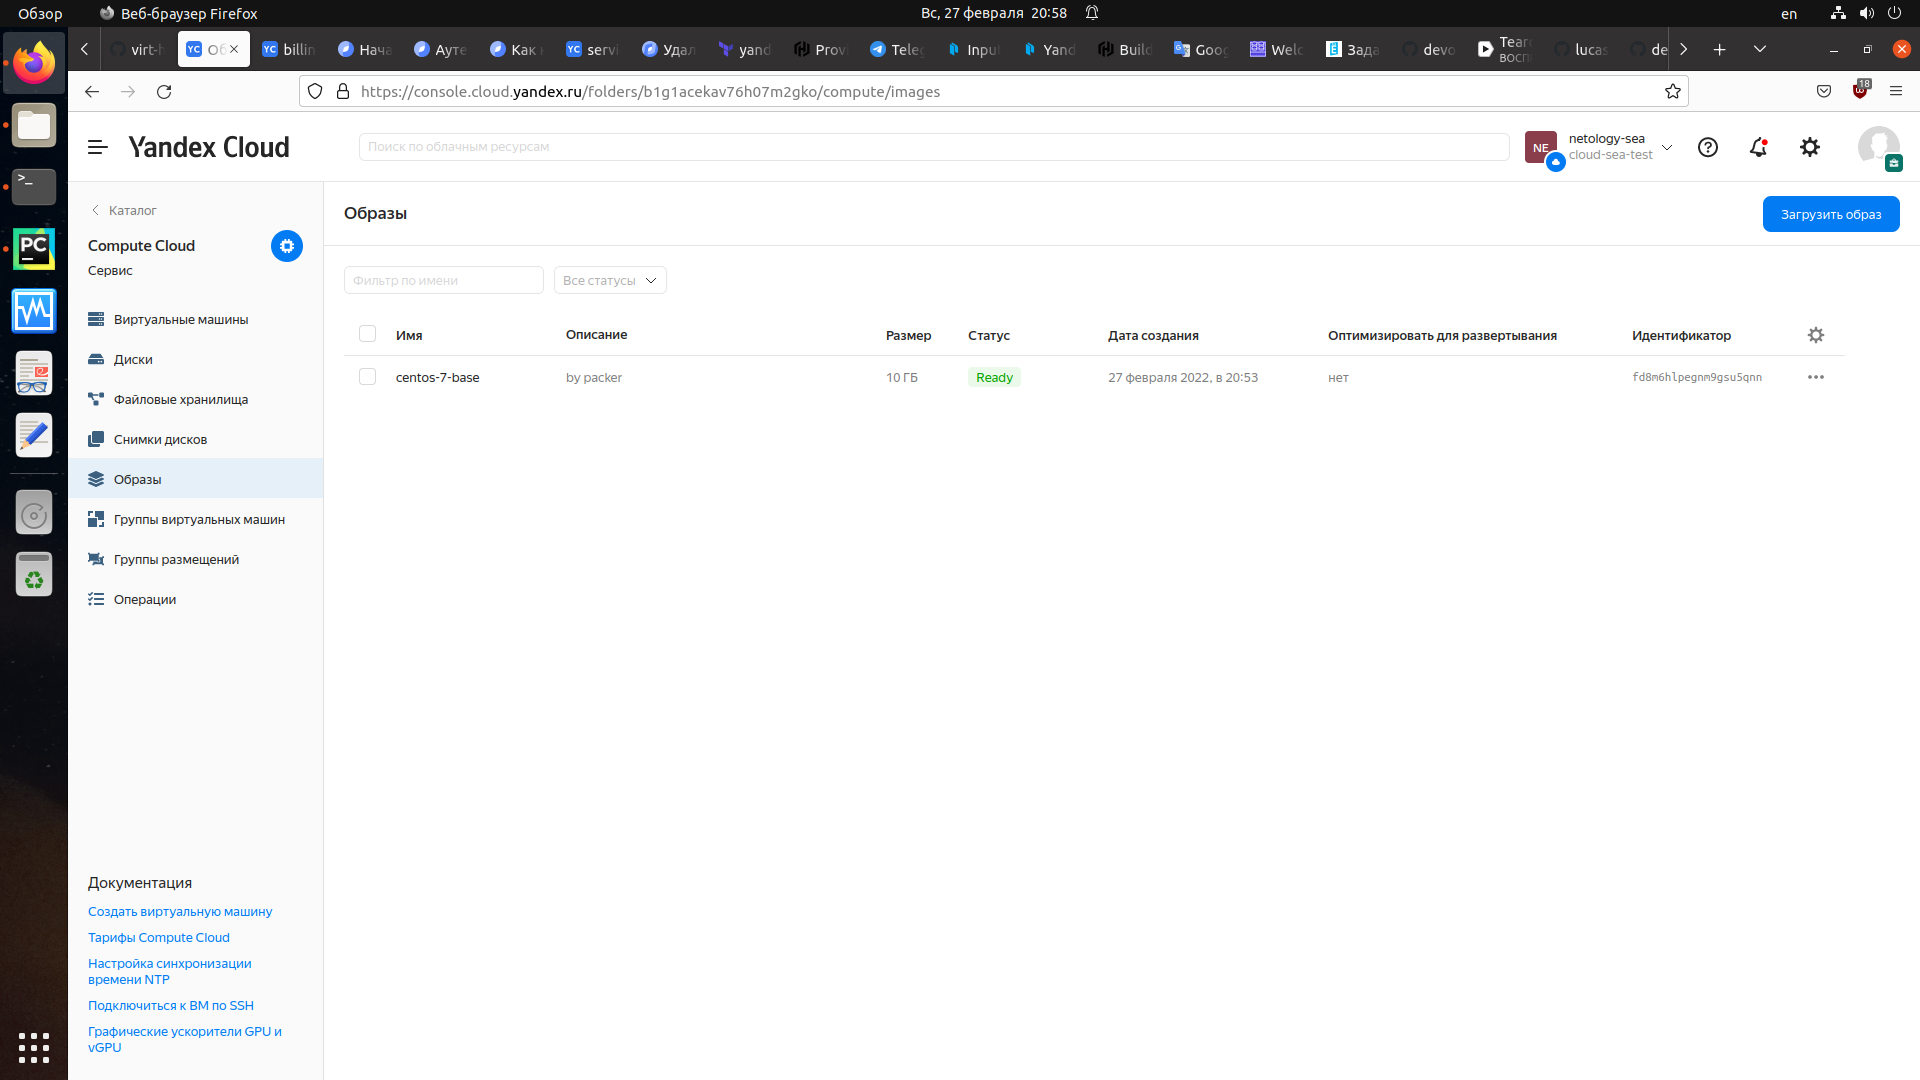 Обзор
Веб-браузер Firefox
Вс, 27 февраля 20:58
en
virt-h
Об
billin
Нача
Ауте
Как
servi
Удал
yand
Prov
Teleg
Input
Yand
Build
Goog
Welc
Зада
devo
Tear
воспр
lucas
de
https://console.cloud.yandex.ru/folders/b1g1acekav76h07m2gko/compute/images
18
Yandex Cloud
Поиск по облачным ресурсам
NE
netology-sea
cloud-sea-test
Каталог
Compute Cloud
Сервис
Виртуальные машины
Диски
Файловые хранилища
Снимки дисков
Образы
Группы виртуальных машин
Группы размещений
Операции
Документация
Создать виртуальную машину
Тарифы Compute Cloud
Настройка синхронизации
времени NTP
Подключиться к ВМ по SSH
Графические ускорители GPU и
vGPU
Образы
Загрузить образ
Фильтр по имени
Все статусы
Имя Описание Размер Статус Дата создания Оптимизировать для развертывания Идентификатор
centos-7-base by packer 10 ГБ Ready 27 февраля 2022, в 20:53 нет fd8m6hlpegnm9gsu5qnn